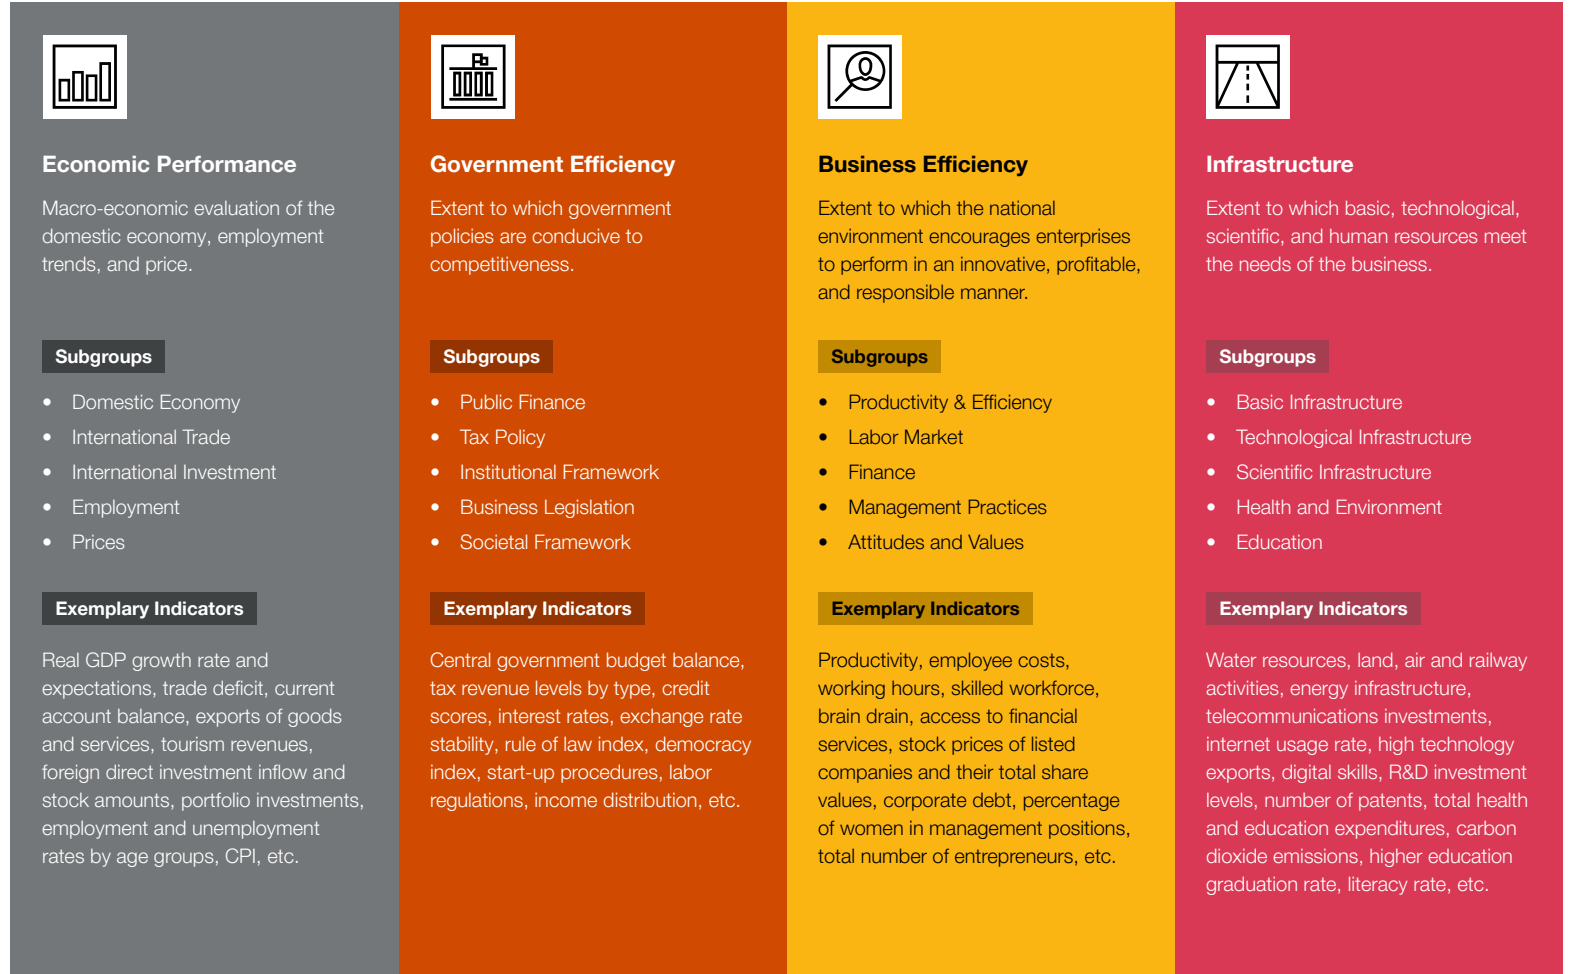 Economic Performance
Macro-economic evaluation of the
domestic economy, employment
trends, and price.
Subgroups
• Domestic Economy
• International Trade
• International Investment
• Employment
• Prices
Exemplary Indicators
Real GDP growth rate and
expectations, trade deficit, current
account balance, exports of goods
and services, tourism revenues,
foreign direct investment inflow and
stock amounts, portfolio investments,
employment and unemployment
rates by age groups, CPI, etc.
Government Efficiency
Extent to which government
policies are conducive to
competitiveness.
Subgroups
• Public Finance
• Tax Policy
• Institutional Framework
• Business Legislation
• Societal Framework
Exemplary Indicators
Central government budget balance,
tax revenue levels by type, credit
scores, interest rates, exchange rate
stability, rule of law index, democracy
index, start-up procedures, labor
regulations, income distribution, etc.
Business Efficiency
Extent to which the national
environment encourages enterprises
to perform in an innovative, profitable,
and responsible manner.
Subgroups
• Productivity & Efficiency
• Labor Market
• Finance
• Management Practices
• Attitudes and Values
Exemplary Indicators
Productivity, employee costs,
working hours, skilled workforce,
brain drain, access to financial
services, stock prices of listed
companies and their total share
values, corporate debt, percentage
of women in management positions,
total number of entrepreneurs, etc.
Infrastructure
Extent to which basic, technological,
scientific, and human resources meet
the needs of the business.
Subgroups
• Basic Infrastructure
• Technological Infrastructure
• Scientific Infrastructure
• Health and Environment
• Education
Exemplary Indicators
Water resources, land, air and railway
activities, energy infrastructure,
telecommunications investments,
internet usage rate, high technology
exports, digital skills, R&D investment
levels, number of patents, total health
and education expenditures, carbon
dioxide emissions, higher education
graduation rate, literacy rate, etc.